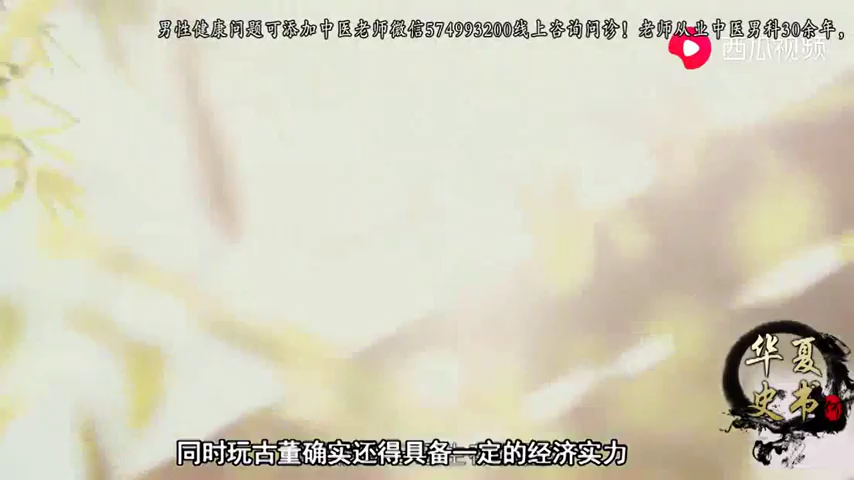 男性健康问题可添加中医老师微信574993200线上咨询问诊！老师从业中医男科30余年，
西瓜视频
华夏
史书
同时玩古董确实还得具备一定的经济实力